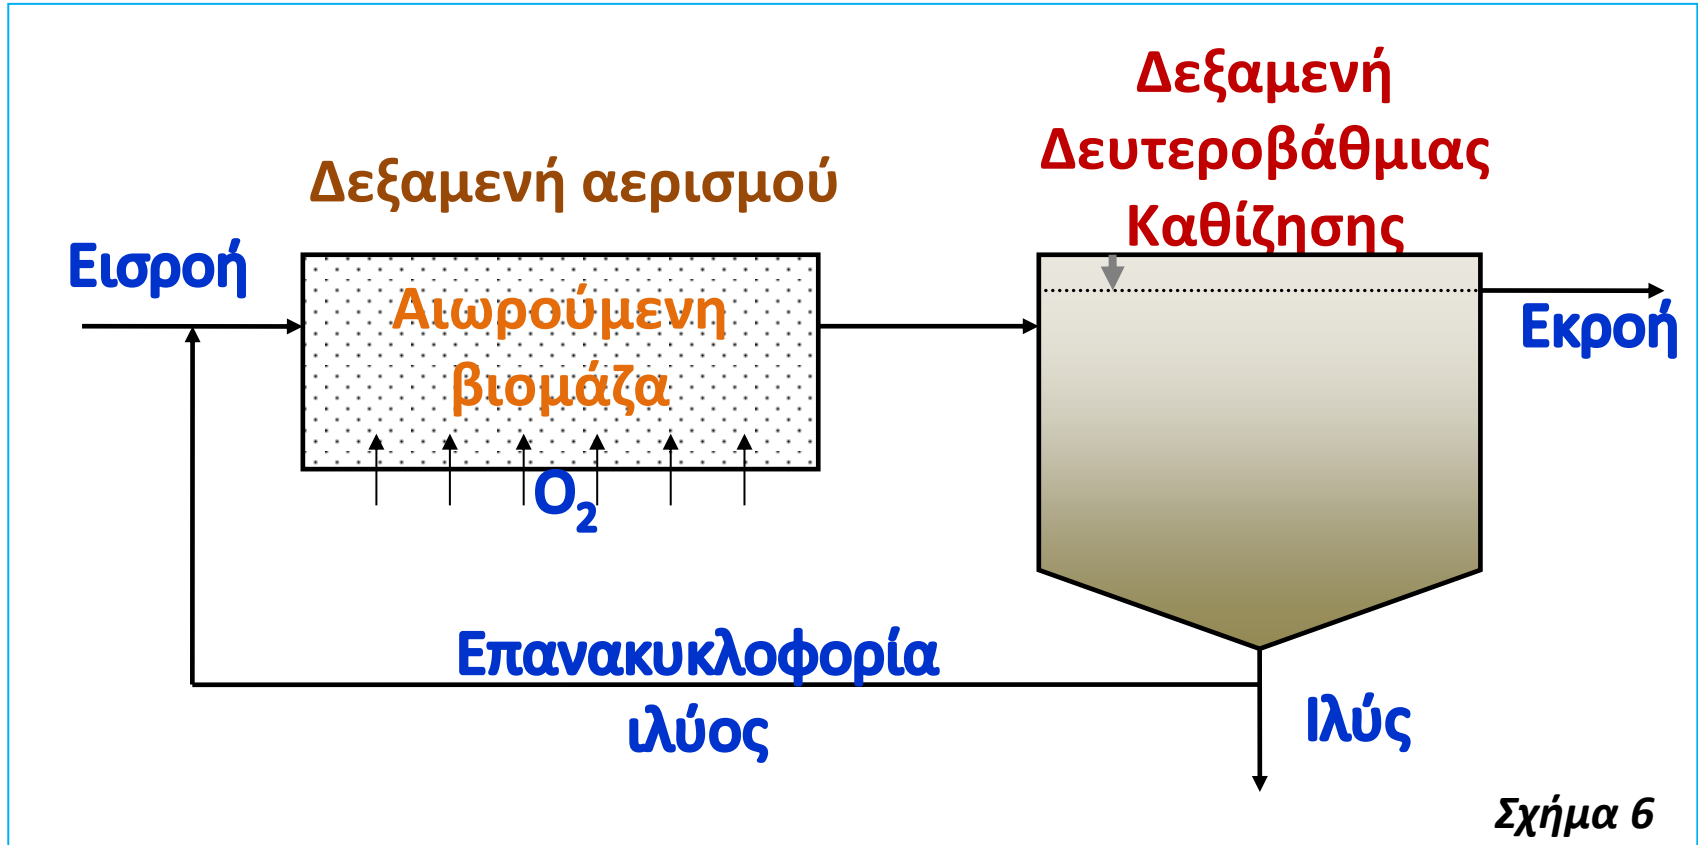 Δεξαμενή
Δευτεροβάθμιας
Καθίζησης
Δεξαμενή αερισμού
Εισροή
Αιωρούμενη
βιομάζα
Εκροή
O₂
Επανακυκλοφορία
ιλύος
Ιλύς
Σχήμα 6